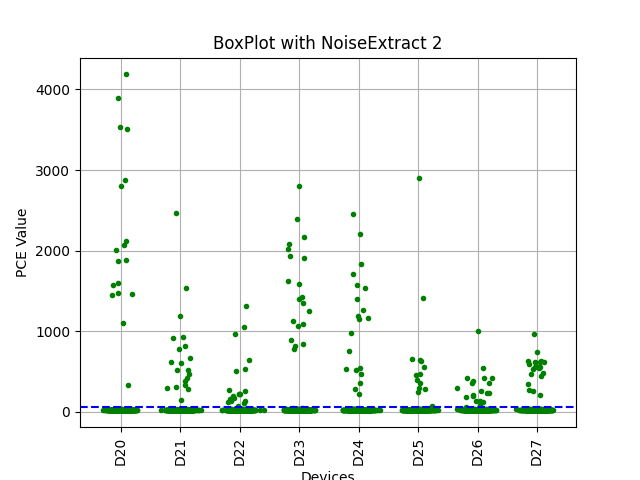 BoxPlot with NoiseExtract 2
PCE Value
4000
3000
2000
1000
0
D20 D21 D22 D23 D24 D25 D26 D27
Devices